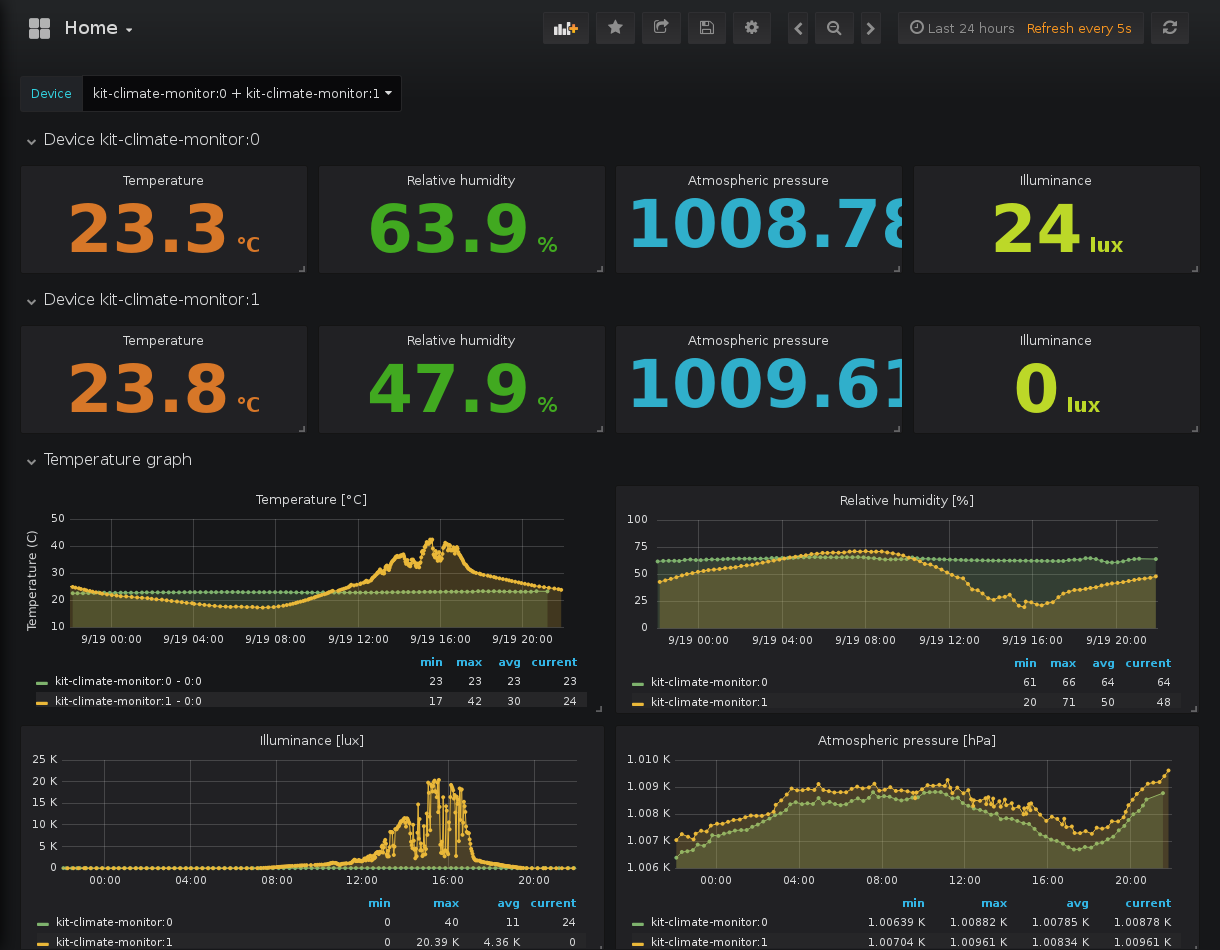 Home
Last 24 hours Refresh every 5s
Device kit-climate-monitor:0 + kit-climate-monitor:1
Device kit-climate-monitor:0
Temperature Relative humidity Atmospheric pressure Illuminance
23.3 °C 63.9 % 1008.78 24 lux
Device kit-climate-monitor:1
Temperature Relative humidity Atmospheric pressure Illuminance
23.8 °C 47.9 % 1009.61 0 lux
Temperature graph
Temperature [°C]
Temperature (C)
50
40
30
20
10
9/19 00:00 9/19 04:00 9/19 08:00 9/19 12:00 9/19 16:00 9/19 20:00
min max avg current
kit-climate-monitor:0 - 0:0 23 23 23 23
kit-climate-monitor:1 - 0:0 17 42 30 24
Relative humidity [%]
100
75
50
25
0
9/19 00:00 9/19 04:00 9/19 08:00 9/19 12:00 9/19 16:00 9/19 20:00
min max avg current
kit-climate-monitor:0 61 66 64 64
kit-climate-monitor:1 20 71 50 48
Illuminance [lux]
25 K
20 K
15 K
10 K
5 K
0
00:00 04:00 08:00 12:00 16:00 20:00
min max avg current
kit-climate-monitor:0 0 40 11 24
kit-climate-monitor:1 0 20.39 K 4.36 K 0
Atmospheric pressure [hPa]
1.010 K
1.009 K
1.008 K
1.007 K
1.006 K
00:00 04:00 08:00 12:00 16:00 20:00
min max avg current
kit-climate-monitor:0 1.00639 K 1.00882 K 1.00785 K 1.00878 K
kit-climate-monitor:1 1.00704 K 1.00961 K 1.00834 K 1.00961 K